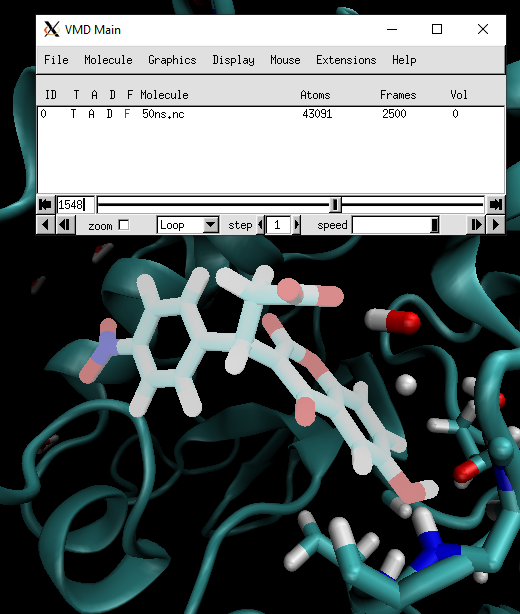 VMD Main
File Molecule Graphics Display Mouse Extensions Help
ID T A D F Molecule Atoms Frames Vol
0 T A D F 50ns.nc 43091 2500 0
1548
zoom Loop step 1 speed